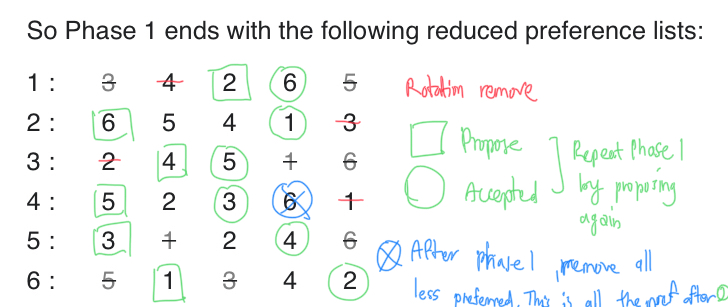 So Phase 1 ends with the following reduced preference lists:
1 : 3 4 2 6 5
2 : 6 5 4 1 3
3 : 2 4 5 1 6
4 : 5 2 3 6 1
5 : 3 1 2 4 6
6 : 5 1 3 4 2
Rotation remove
Propose
Accepted
Repeat Phase 1
by proposing
again
After phase 1, remove all
less preferred. This is all the pref after